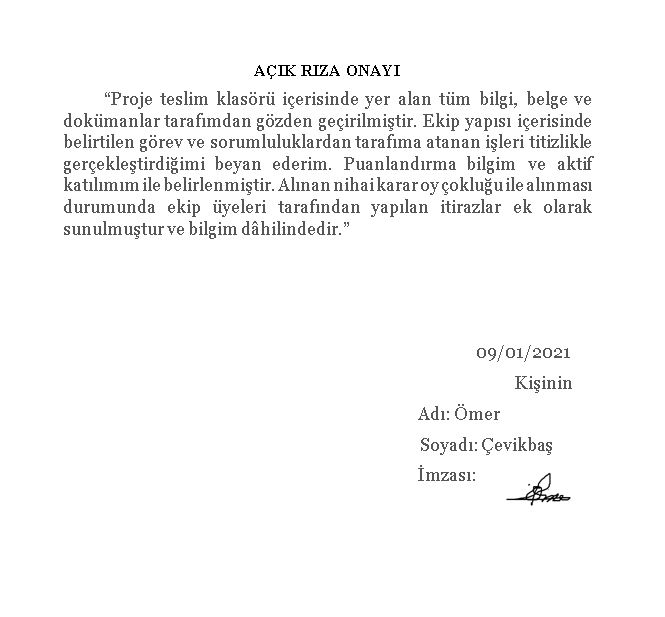 AÇIK RIZA ONAYI
“Proje teslim klasörü içerisinde yer alan tüm bilgi, belge ve
dokümanlar tarafımdan gözden geçirilmiştir. Ekip yapısı içerisinde
belirtilen görev ve sorumluluklardan tarafıma atanan işleri titizlikle
gerçekleştirdiğimi beyan ederim. Puanlandırma bilgim ve aktif
katılımım ile belirlenmiştir. Alınan nihai karar oy çokluğu ile alınması
durumunda ekip üyeleri tarafından yapılan itirazlar ek olarak
sunulmuştur ve bilgim dâhilindedir.”
09/01/2021
Kişinin
Adı: Ömer
Soyadı: Çevikbaş
İmzası: